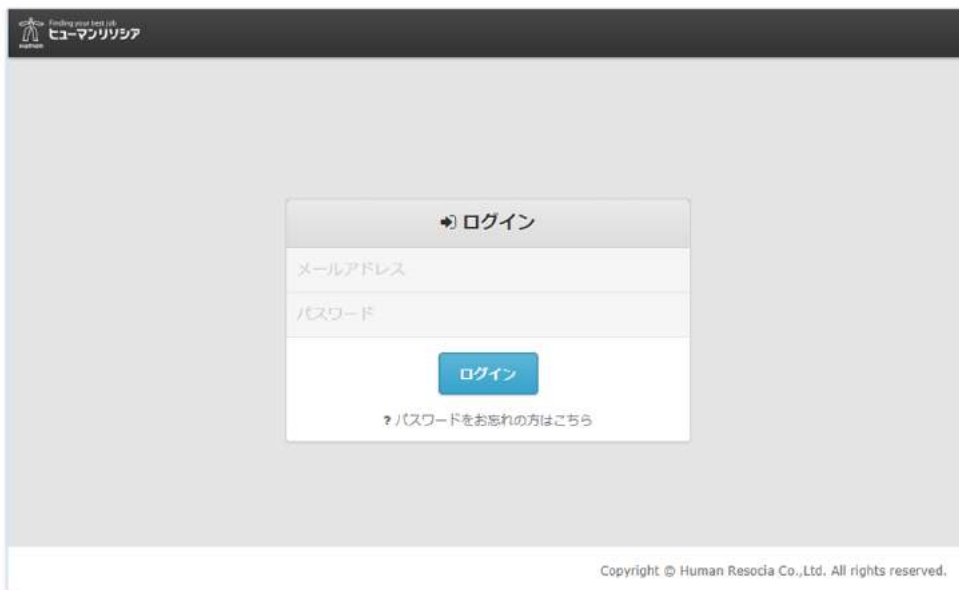 Finding your best job
ヒューマンリソシア
ログイン
メールアドレス
パスワード
ログイン
? パスワードをお忘れの方はこちら
Copyright © Human Resocia Co.,Ltd. All rights reserved.